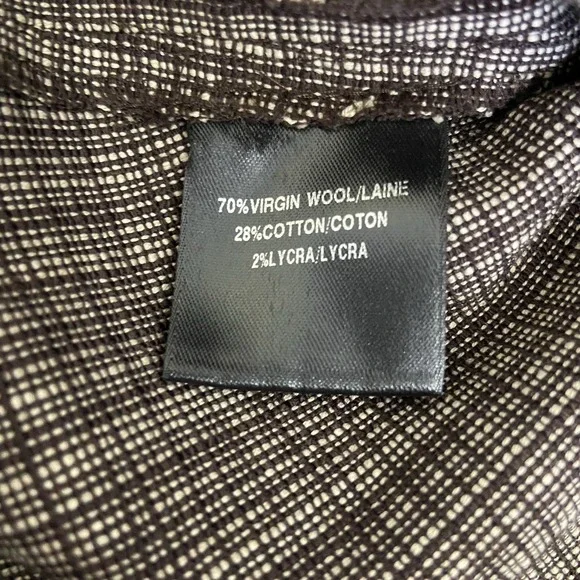 70%VIRGIN WOOL/LAINE
28%COTTON/COTON
2%LYCRA/LYCRA